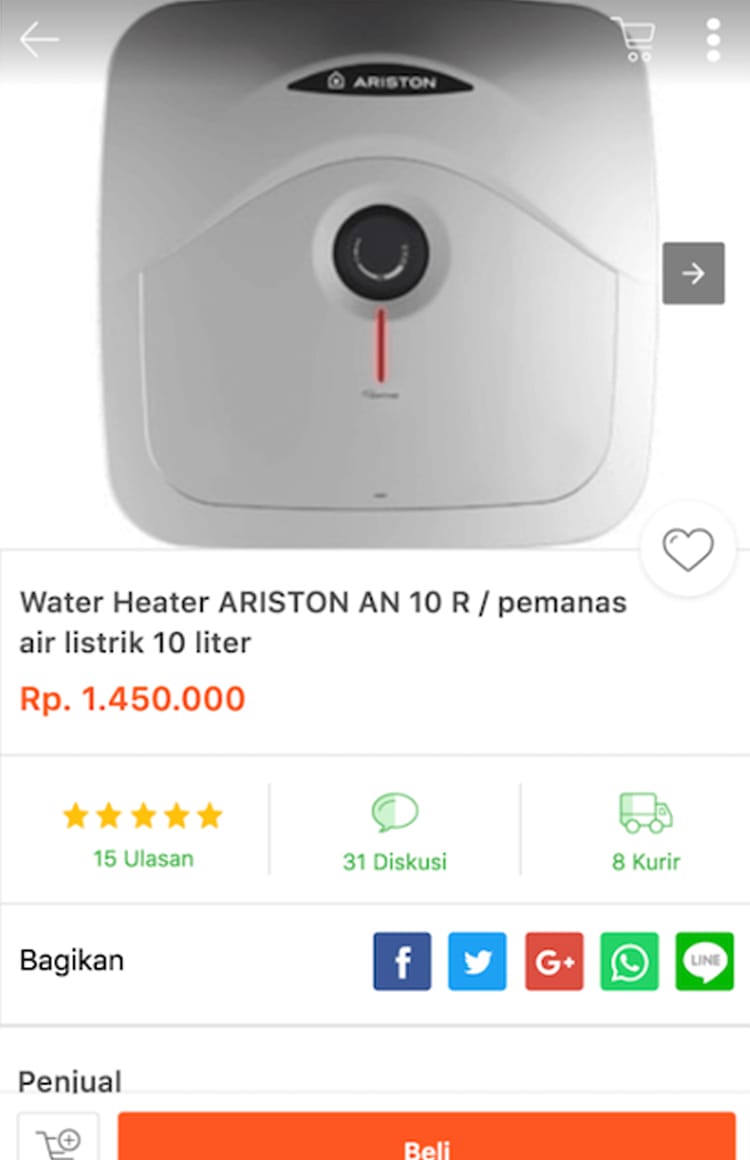 ARISTON
Water Heater ARISTON AN 10 R / pemanas
air listrik 10 liter
Rp. 1.450.000
15 Ulasan
31 Diskusi
8 Kurir
Bagikan
f
G+
LINE
Penjual
Beli